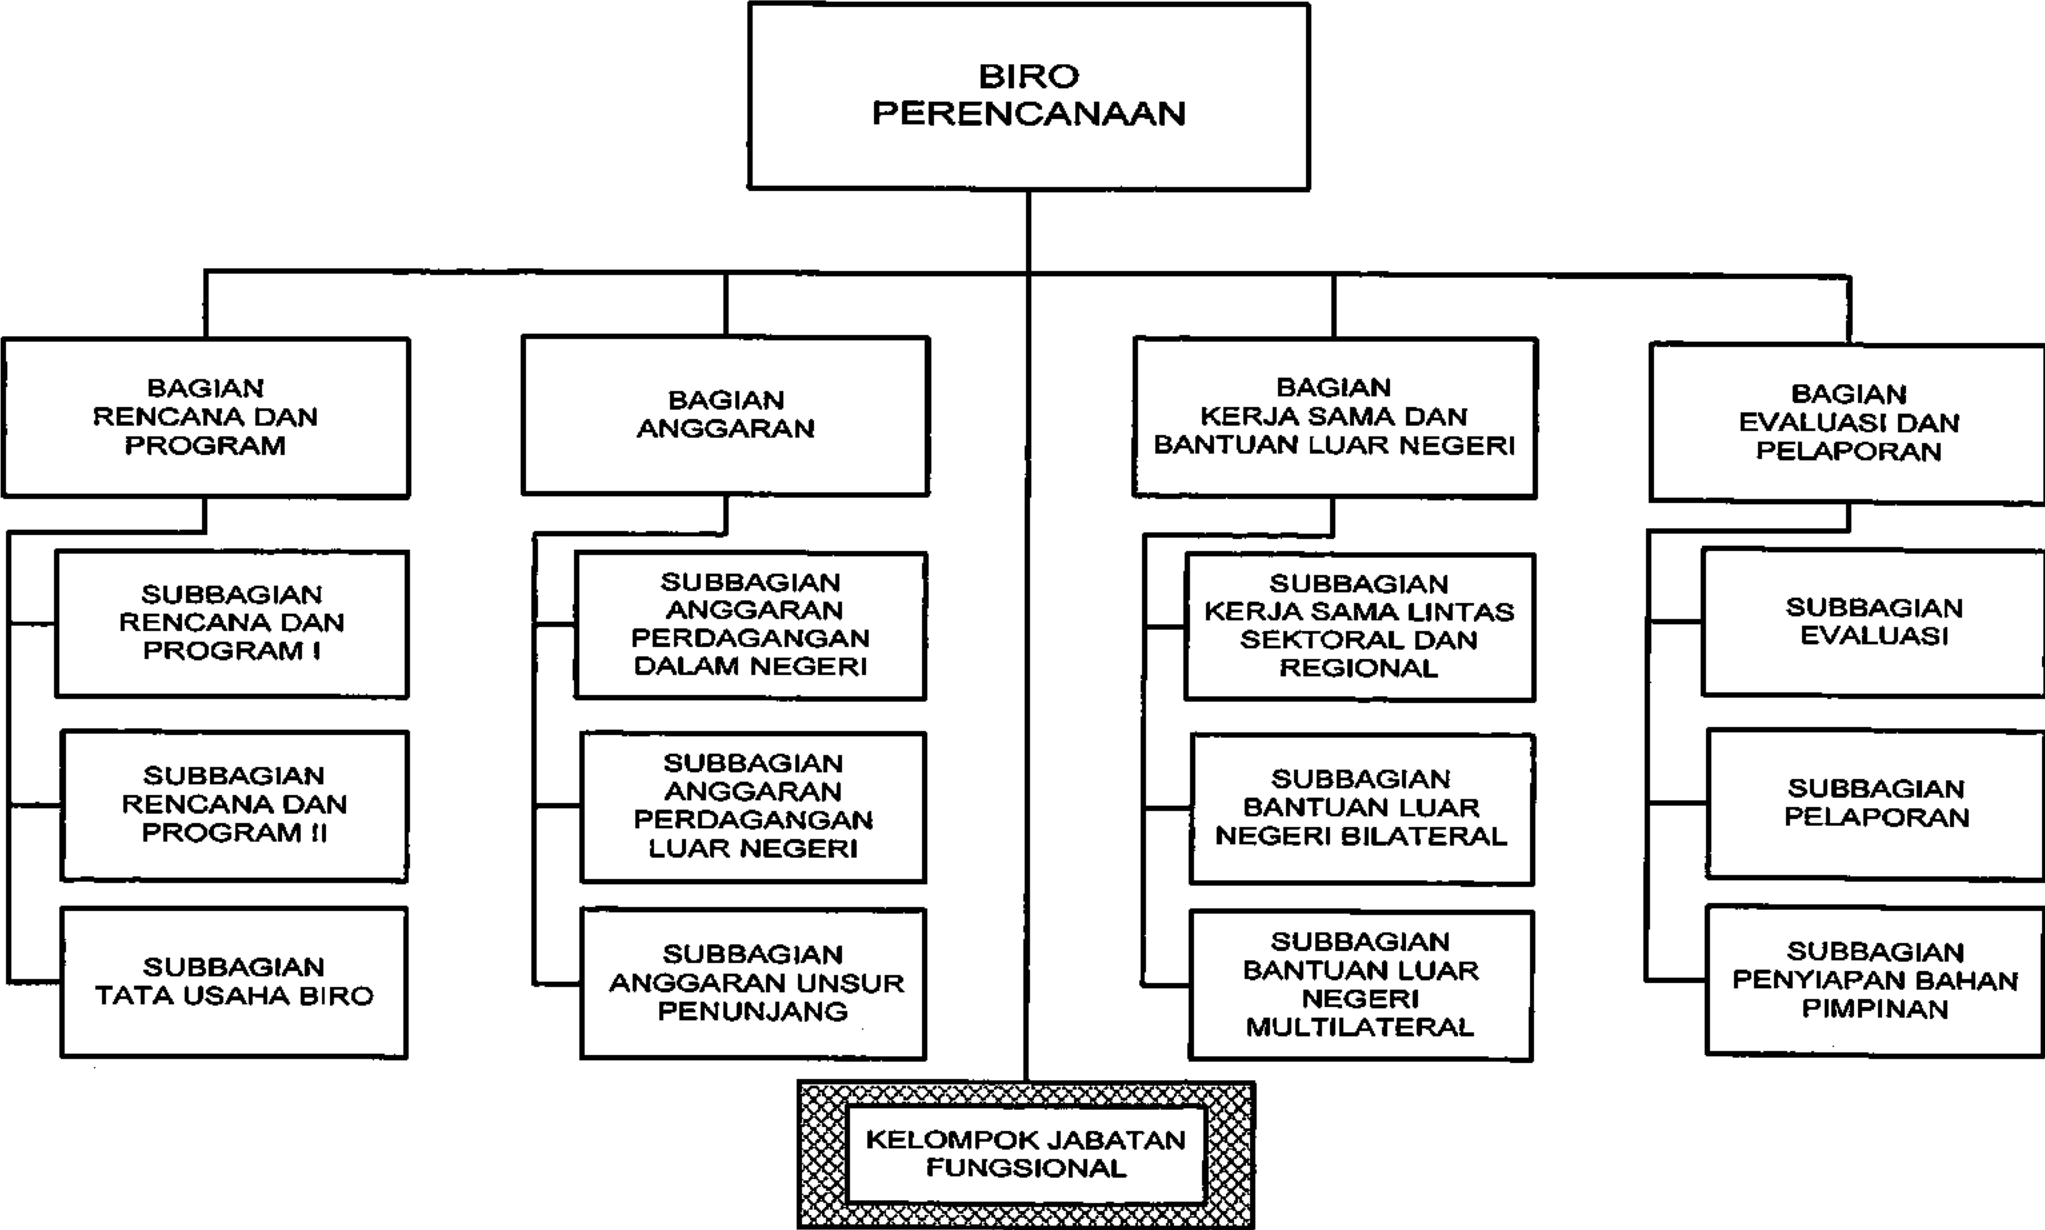 BIRO
PERENCANAAN
BAGIAN
RENCANA DAN
PROGRAM
BAGIAN
ANGGARAN
BAGIAN
KERJA SAMA DAN
BANTUAN LUAR NEGERI
BAGIAN
EVALUASI DAN
PELAPORAN
SUBBAGIAN
RENCANA DAN
PROGRAM I
SUBBAGIAN
ANGGARAN
PERDAGANGAN
DALAM NEGERI
SUBBAGIAN
KERJA SAMA LINTAS
SEKTORAL DAN
REGIONAL
SUBBAGIAN
EVALUASI
SUBBAGIAN
RENCANA DAN
PROGRAM II
SUBBAGIAN
ANGGARAN
PERDAGANGAN
LUAR NEGERI
SUBBAGIAN
BANTUAN LUAR
NEGERI BILATERAL
SUBBAGIAN
PELAPORAN
SUBBAGIAN
TATA USAHA BIRO
SUBBAGIAN
ANGGARAN UNSUR
PENUNJANG
SUBBAGIAN
BANTUAN LUAR
NEGERI
MULTILATERAL
SUBBAGIAN
PENYIAPAN BAHAN
PIMPINAN
KELOMPOK JABATAN
FUNGSIONAL